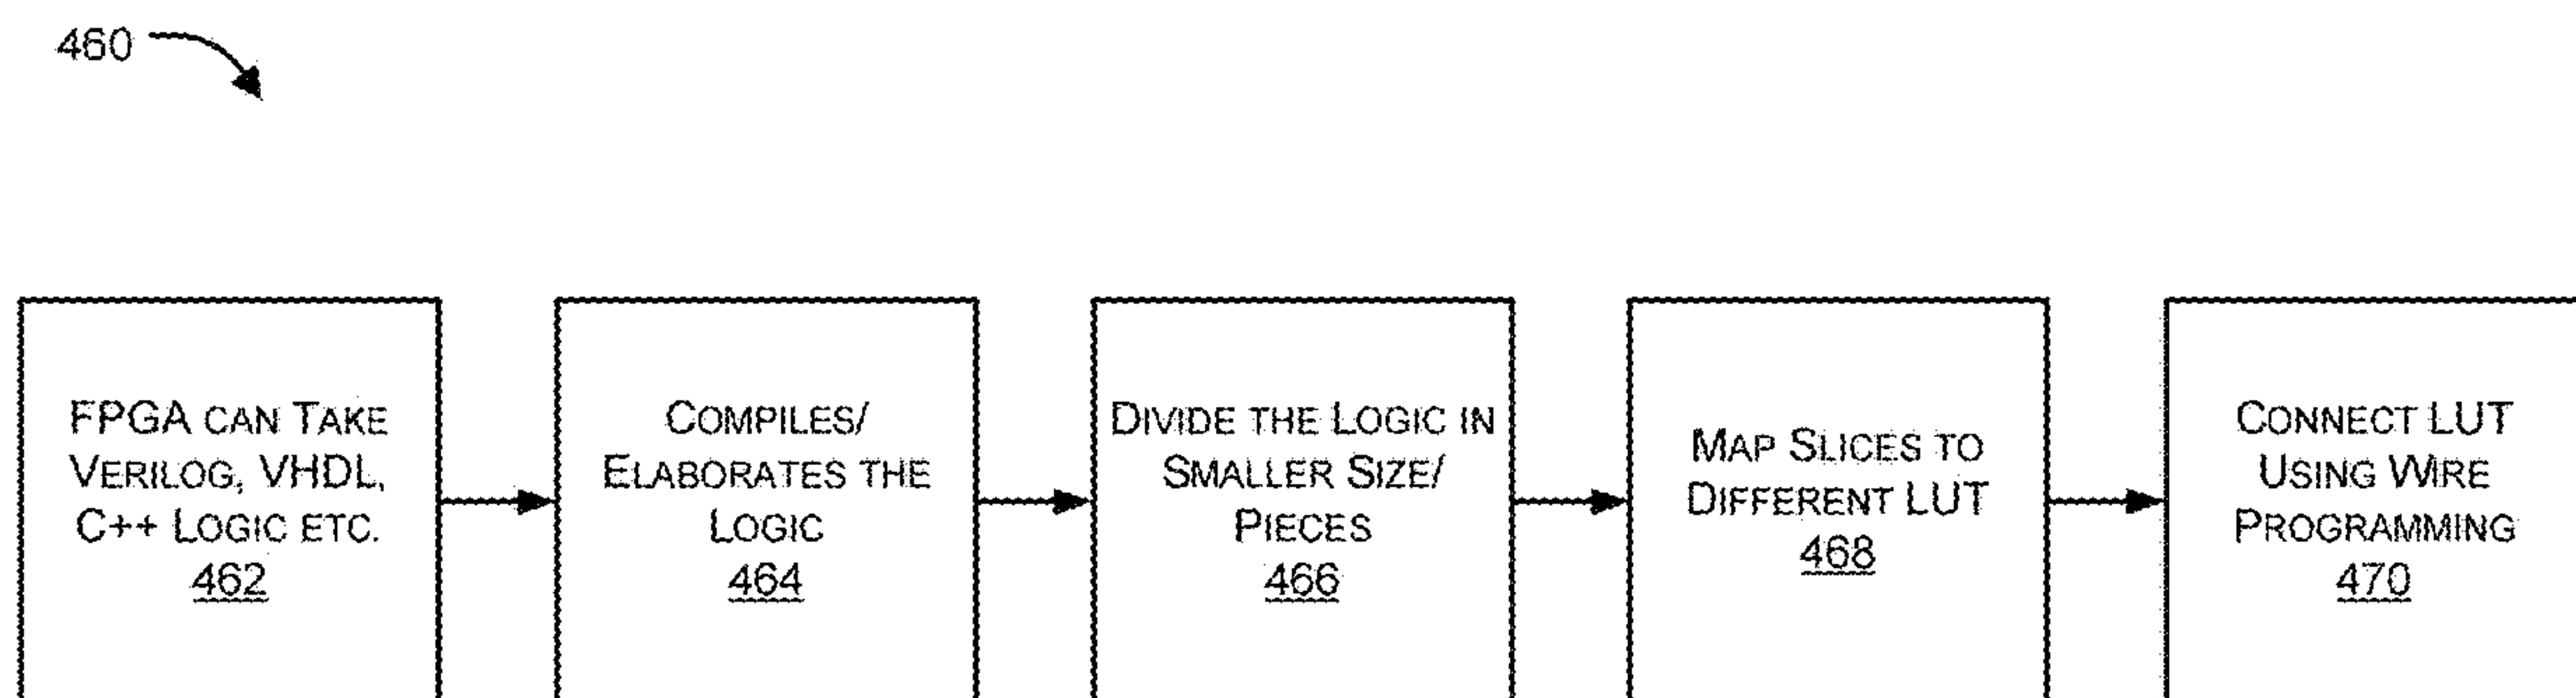 460
FPGA CAN TAKE
VERILOG, VHDL,
C++ LOGIC ETC.
462
COMPILES/
ELABORATES THE
LOGIC
464
DIVIDE THE LOGIC IN
SMALLER SIZE/
PIECES
466
MAP SLICES TO
DIFFERENT LUT
468
CONNECT LUT
USING WIRE
PROGRAMMING
470